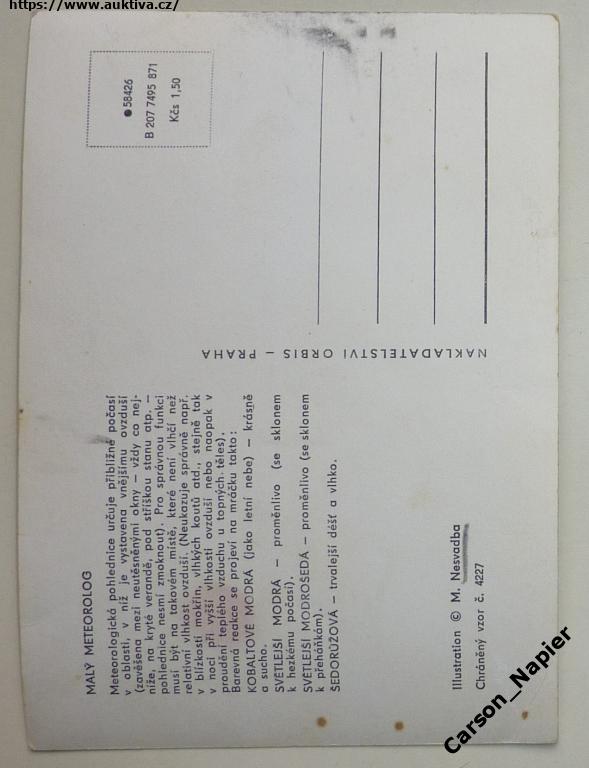 https://www.auktiva.cz/
MALÝ METEOROLOG
Meteorologická pohlednice určuje přibližné počasí
v oblasti, v níž je vystavena vnějšímu ovzduší
(zavěšena mezi neutěsněnými okny – vždy co nej-
níže, na kryté verandě, pod stříškou stanu atp. —
pohlednice nesmí zmoknout). Pro správnou funkci
musí být na takovém místě, které není vlhčí než
relativní vlhkost ovzduší. (Neukazuje správně např.
v blízkosti mokřin, vlhkých koutů atd., stejně tak
v noci při vyšší vlhkosti ovzduší nebo naopak v
proudění teplého vzduchu u topných těles).
Barevná reakce se projeví na mráčku takto:
KOBALTOVĚ MODRÁ (jako letní nebe) – krásně
a sucho.
SVĚTLEJŠÍ MODRÁ – proměnlivo (se sklonem
k hezkému počasí).
SVĚTLEJŠÍ MODROŠEDÁ – proměnlivo (se sklonem
k přeháňkám).
ŠEDORŮŽOVÁ – trvalejší déšť a vlhko.
Illustration © M. Nesvadba
Chráněný vzor č. 4227
NAKLADATELSTVÍ ORBIS – PRAHA
58426
B 207 7495 871
Kčs 1,50
Carson_Napier